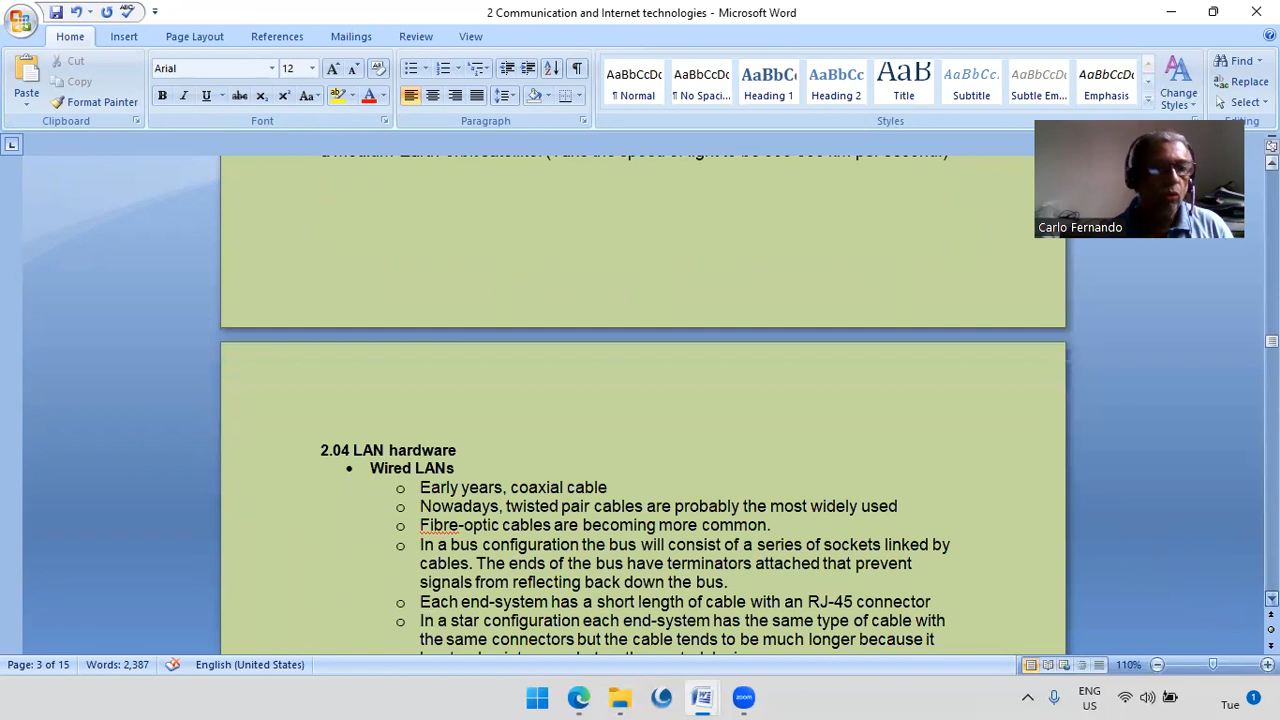 2 Communication and Internet technologies - Microsoft Word
Home Insert Page Layout References Mailings Review View
Paste
Cut
Copy
Format Painter
Clipboard
Arial 12
Font
Paragraph
AaBbCcDc AaBbCcDc AaBbCc AaBbCc AaB AaBbCc. AaBbCcDc AaBbCcDc
¶ Normal ¶ No Spaci... Heading 1 Heading 2 Title Subtitle Subtle Em... Emphasis
Change Styles
Styles
Find
Replace
Select
Editing
Carlo Fernando
2.04 LAN hardware
• Wired LANs
o Early years, coaxial cable
o Nowadays, twisted pair cables are probably the most widely used
o Fibre-optic cables are becoming more common.
o In a bus configuration the bus will consist of a series of sockets linked by
cables. The ends of the bus have terminators attached that prevent
signals from reflecting back down the bus.
o Each end-system has a short length of cable with an RJ-45 connector
o In a star configuration each end-system has the same type of cable with
the same connectors but the cable tends to be much longer because it
Page: 3 of 15 Words: 2,387 English (United States) 110%
ENG
US
Tue 1